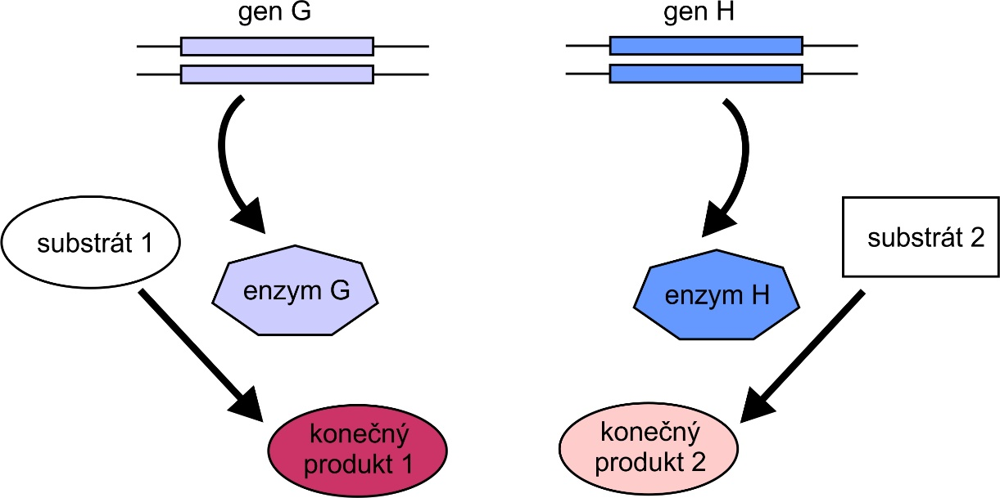 gen G
gen H
substrát 1
enzym G
enzym H
substrát 2
konečný
produkt 1
konečný
produkt 2